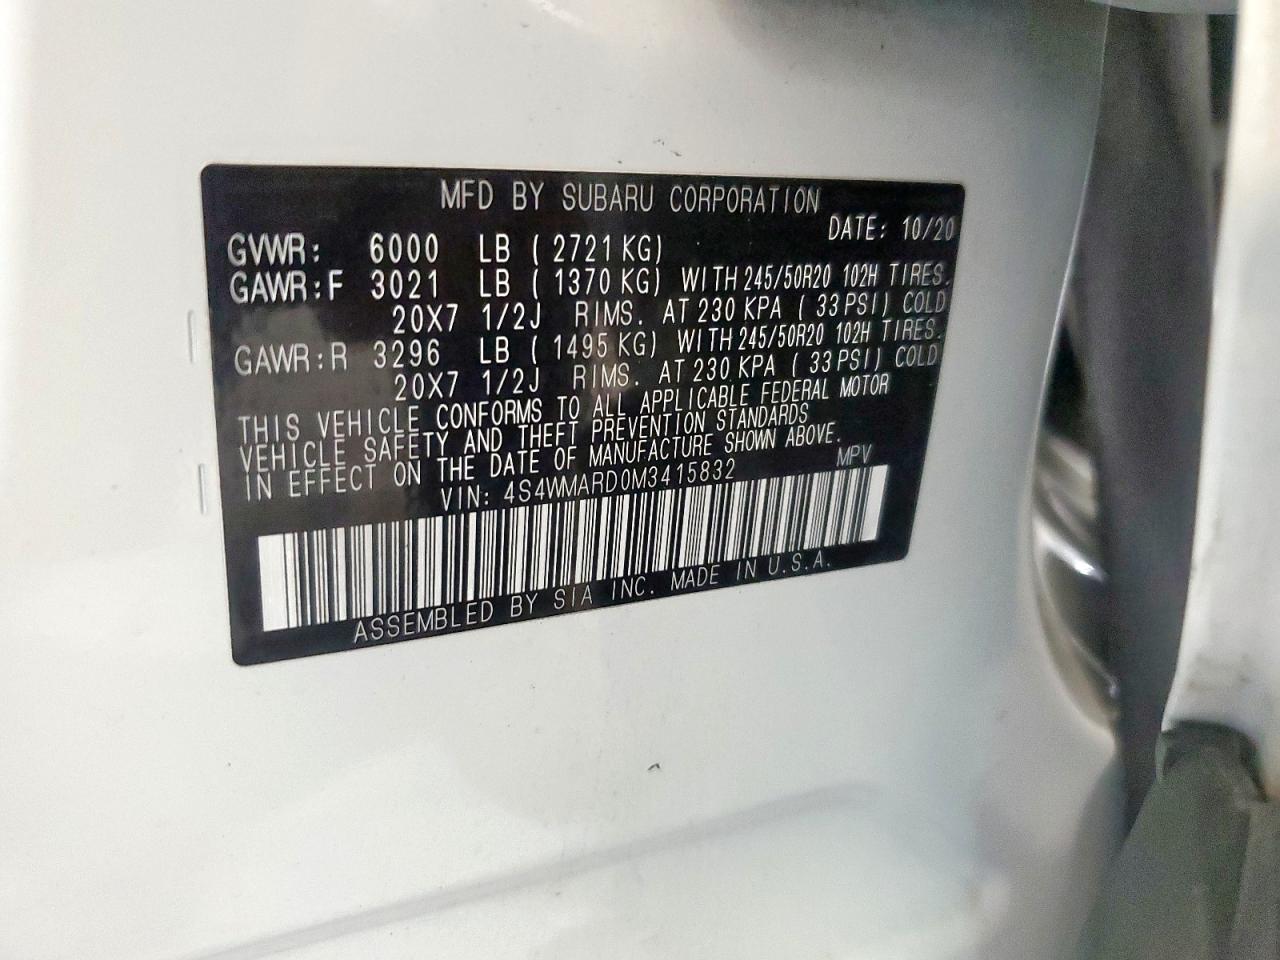 MFD BY SUBARU CORPORATION
DATE: 10/20
GVWR: 6000 LB ( 2721 KG)
GAWR:F 3021 LB ( 1370 KG) WITH 245/50R20 102H TIRES.
20X7 1/2J RIMS. AT 230 KPA ( 33 PSI) COLD
GAWR:R 3296 LB ( 1495 KG) WITH 245/50R20 102H TIRES.
20X7 1/2J RIMS. AT 230 KPA ( 33 PSI) COLD
THIS VEHICLE CONFORMS TO ALL APPLICABLE FEDERAL MOTOR
VEHICLE SAFETY AND THEFT PREVENTION STANDARDS
IN EFFECT ON THE DATE OF MANUFACTURE SHOWN ABOVE.
VIN: 4S4WMARD0M3415832 MPV
ASSEMBLED BY SIA INC. MADE IN U.S.A.